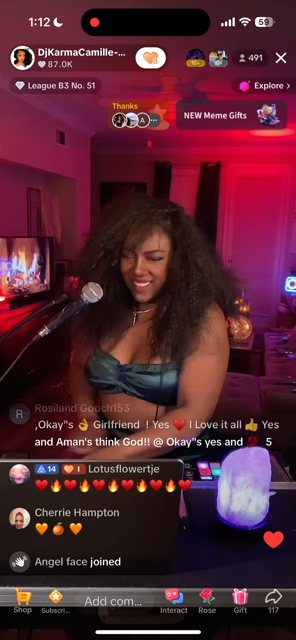 1:12
59
DjKarmaCamille-...
87.0K
10+
10+
491
League B3 No. 51
Explore >
Thanks
A
NEW Meme Gifts
R
Rosiland Gooch153
,Okay"s 👌 Girlfriend ! Yes ❤️ I Love it all 👍 Yes
and Aman's think God!! @ Okay"s yes and 💯 5
14
I
Lotusflowertje
❤️🔥❤️🔥❤️🔥❤️🔥❤️🔥❤️🔥❤️
Cherrie Hampton
🧡 🍊 🧡
Angel face joined
Shop
Subscri...
Add com...
Interact
Rose
Gift
117